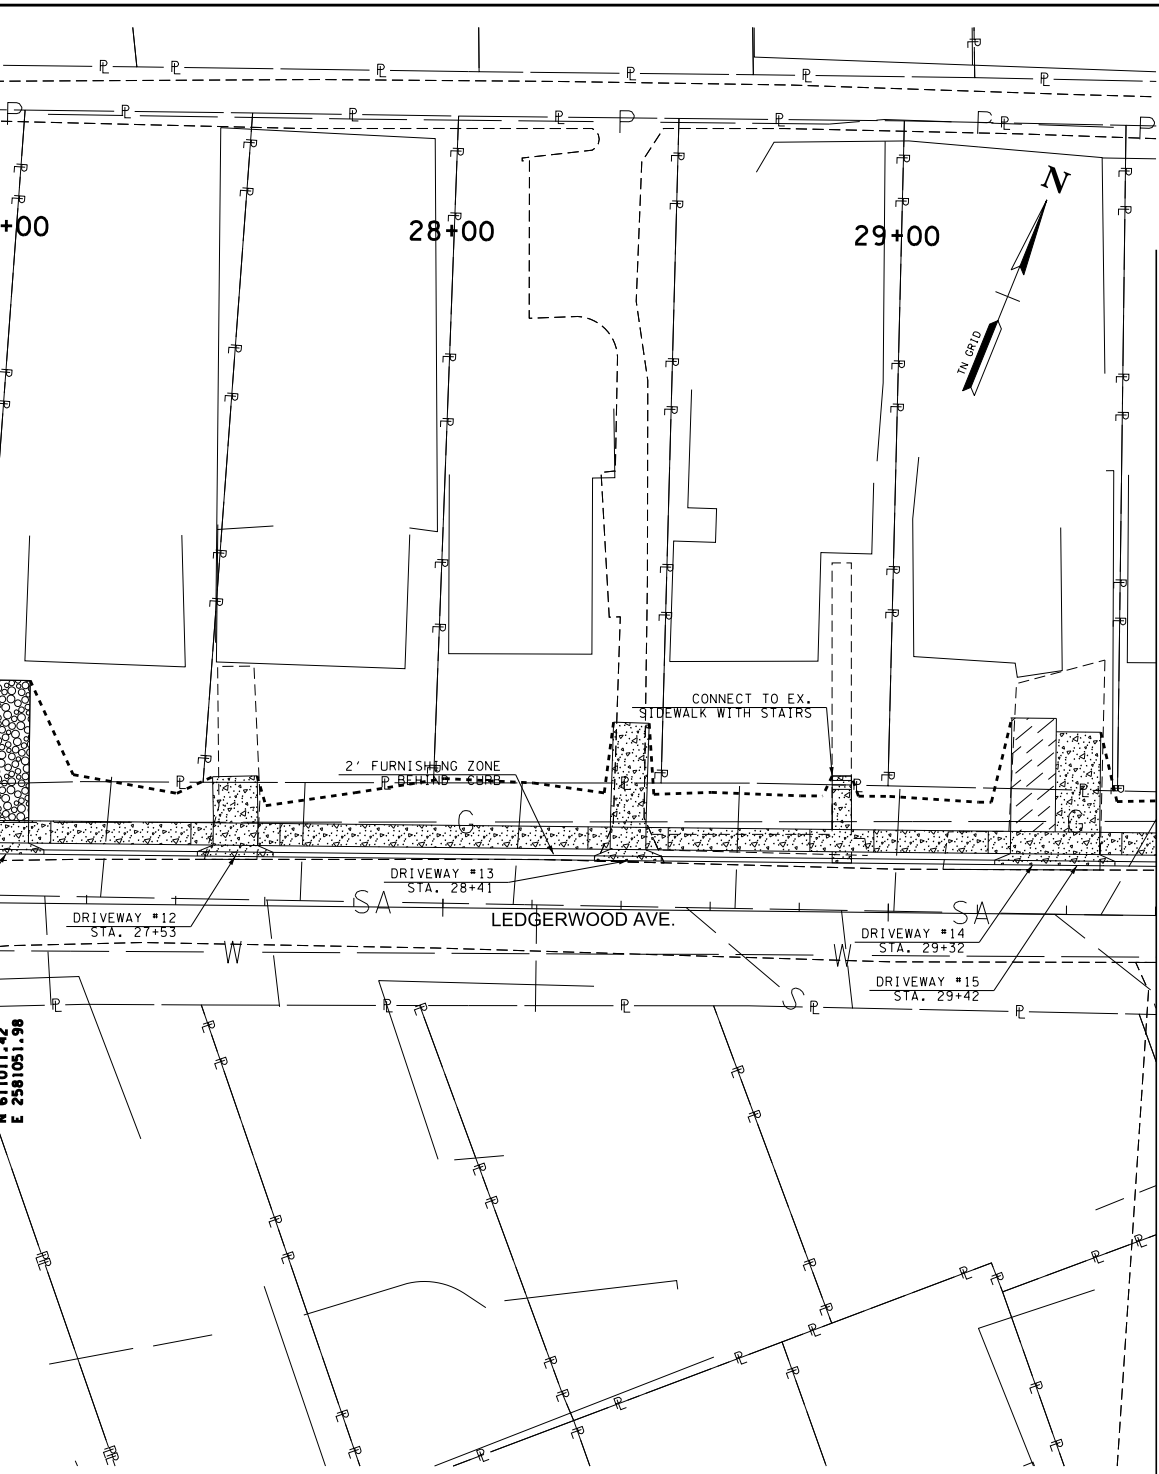 +00
28+00
29+00
N
TN GRID
CONNECT TO EX.
SIDEWALK WITH STAIRS
2' FURNISHING ZONE
BEHIND CURB
G
G
DRIVEWAY #13
STA. 28+41
SA
LEDGERWOOD AVE.
SA
DRIVEWAY #12
STA. 27+53
DRIVEWAY #14
STA. 29+32
W
W
DRIVEWAY #15
STA. 29+42
S
E 2581051.98
P
P
P